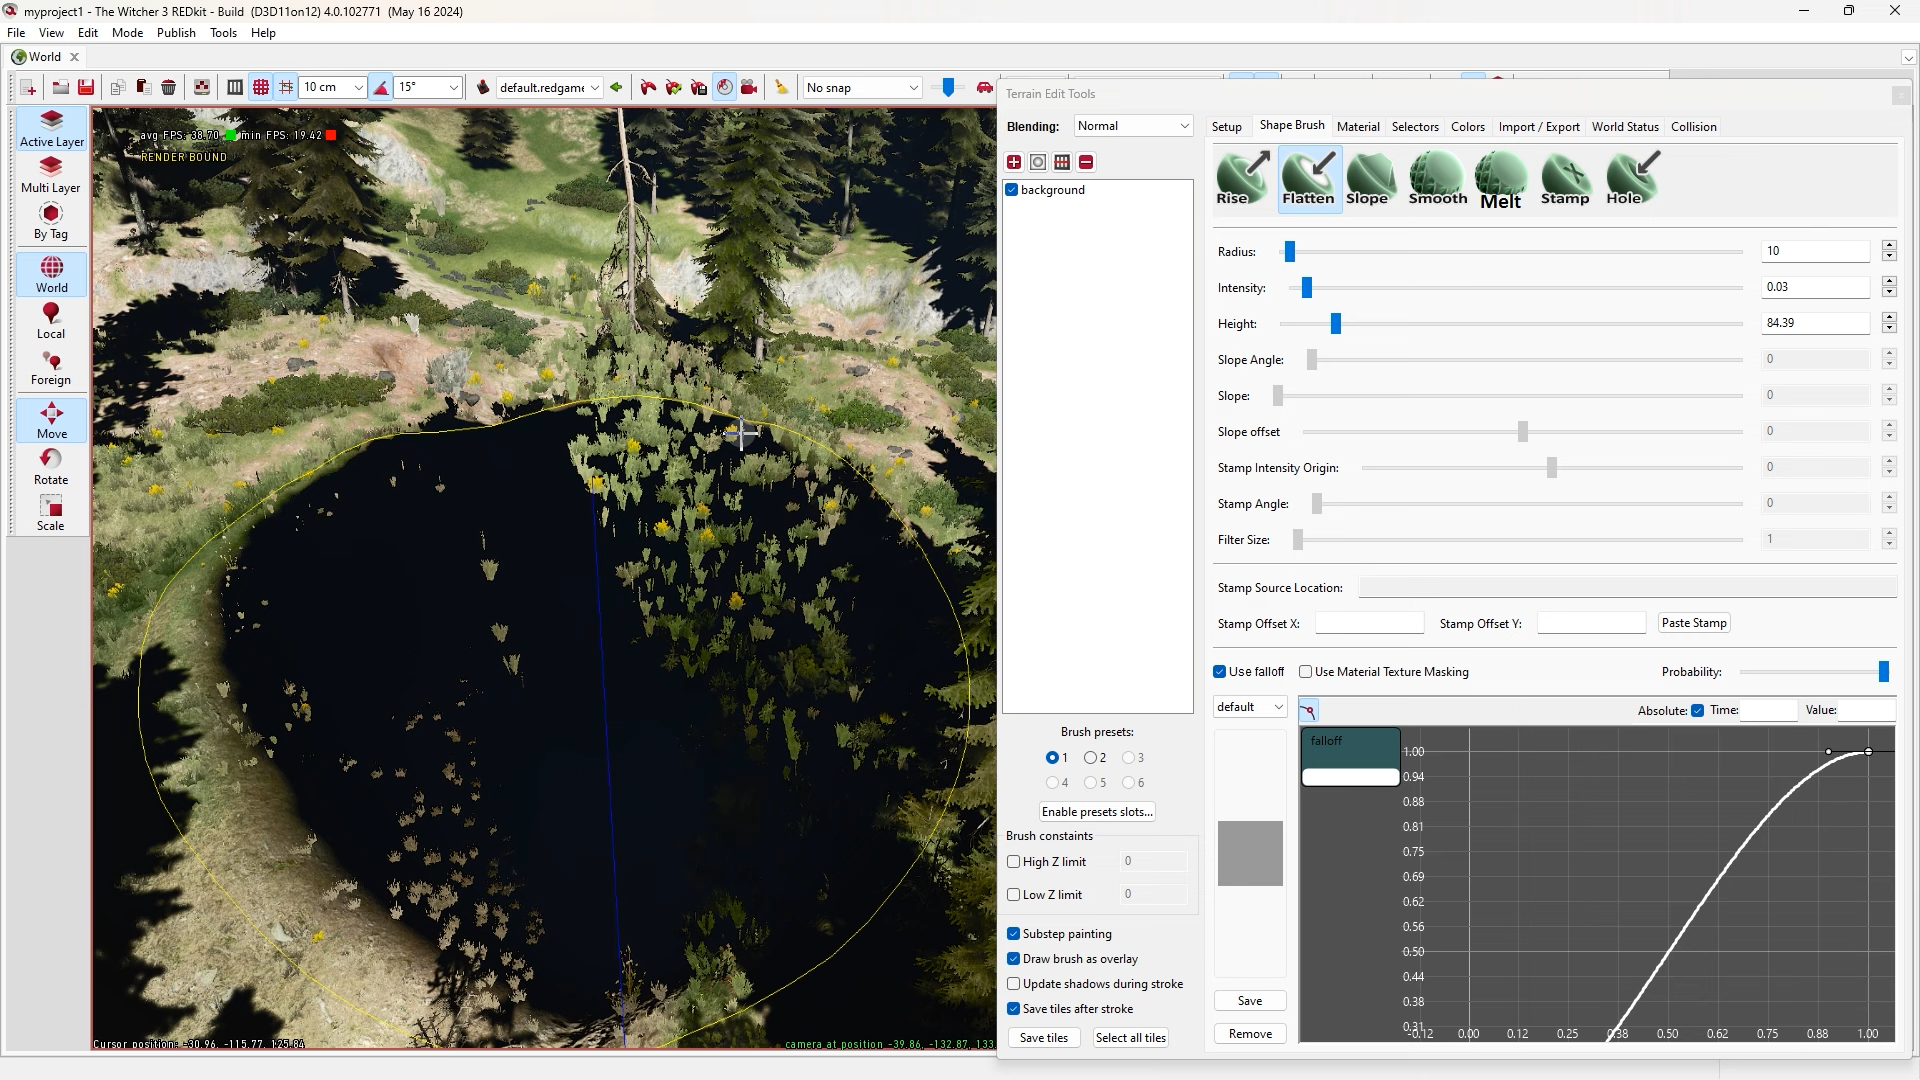 myproject1 - The Witcher 3 REDkit - Build (D3D11on12) 4.0.102771 (May 16 2024)
File View Edit Mode Publish Tools Help
World
10 cm 15° default.redgame No snap
Active Layer
Multi Layer
By Tag
World
Local
Foreign
Move
Rotate
Scale
avg FPS: 38.70 min FPS: 19.42
RENDER BOUND
Cursor position: -30.96, -115.77, 125.84
camera at position -39.86, -132.87, 133.
Terrain Edit Tools
Blending: Normal
background
Brush presets:
1 2 3
4 5 6
Enable presets slots...
Brush constaints
High Z limit 0
Low Z limit 0
Substep painting
Draw brush as overlay
Update shadows during stroke
Save tiles after stroke
Save tiles Select all tiles
Setup Shape Brush Material Selectors Colors Import / Export World Status Collision
Rise Flatten Slope Smooth Melt Stamp Hole
Radius: 10
Intensity: 0.03
Height: 84.39
Slope Angle: 0
Slope: 0
Slope offset 0
Stamp Intensity Origin: 0
Stamp Angle: 0
Filter Size: 1
Stamp Source Location:
Stamp Offset X: Stamp Offset Y: Paste Stamp
Use falloff Use Material Texture Masking Probability:
default Absolute: Time: Value:
falloff
1.00
0.94
0.88
0.81
0.75
0.69
0.62
0.56
0.50
0.44
0.38
0.31
-0.12 0.00 0.12 0.25 0.38 0.50 0.62 0.75 0.88 1.00
Save
Remove